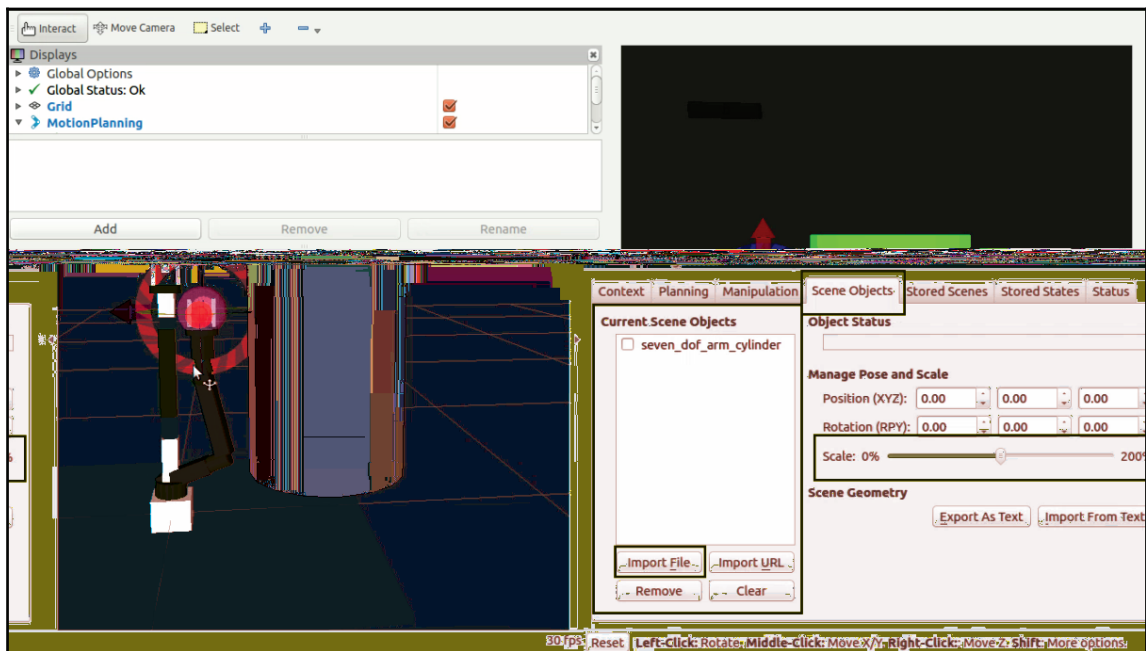 Interact Move Camera Select
Displays
Global Options
Global Status: Ok
Grid
MotionPlanning
Add Remove Rename
Context Planning Manipulation Scene Objects Stored Scenes Stored States Status
Current Scene Objects
seven_dof_arm_cylinder
Import File Import URL
Remove Clear
Object Status
Manage Pose and Scale
Position (XYZ): 0.00 0.00 0.00
Rotation (RPY): 0.00 0.00 0.00
Scale: 0% 200%
Scene Geometry
Export As Text Import From Text
30 fps Reset Left-Click: Rotate. Middle-Click: Move X/Y. Right-Click: Move Z. Shift: More options.